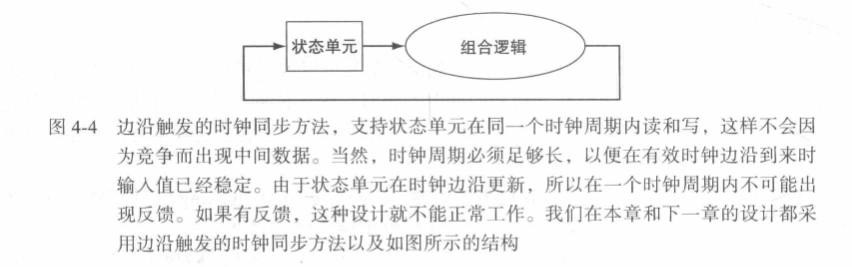 状态单元
组合逻辑
图 4-4 边沿触发的时钟同步方法，支持状态单元在同一个时钟周期内读和写，这样不会因
为竞争而出现中间数据。当然，时钟周期必须足够长，以便在有效时钟边沿到来时
输入值已经稳定。由于状态单元在时钟边沿更新，所以在一个时钟周期内不可能出
现反馈。如果有反馈，这种设计就不能正常工作。我们在本章和下一章的设计都采
用边沿触发的时钟同步方法以及如图所示的结构